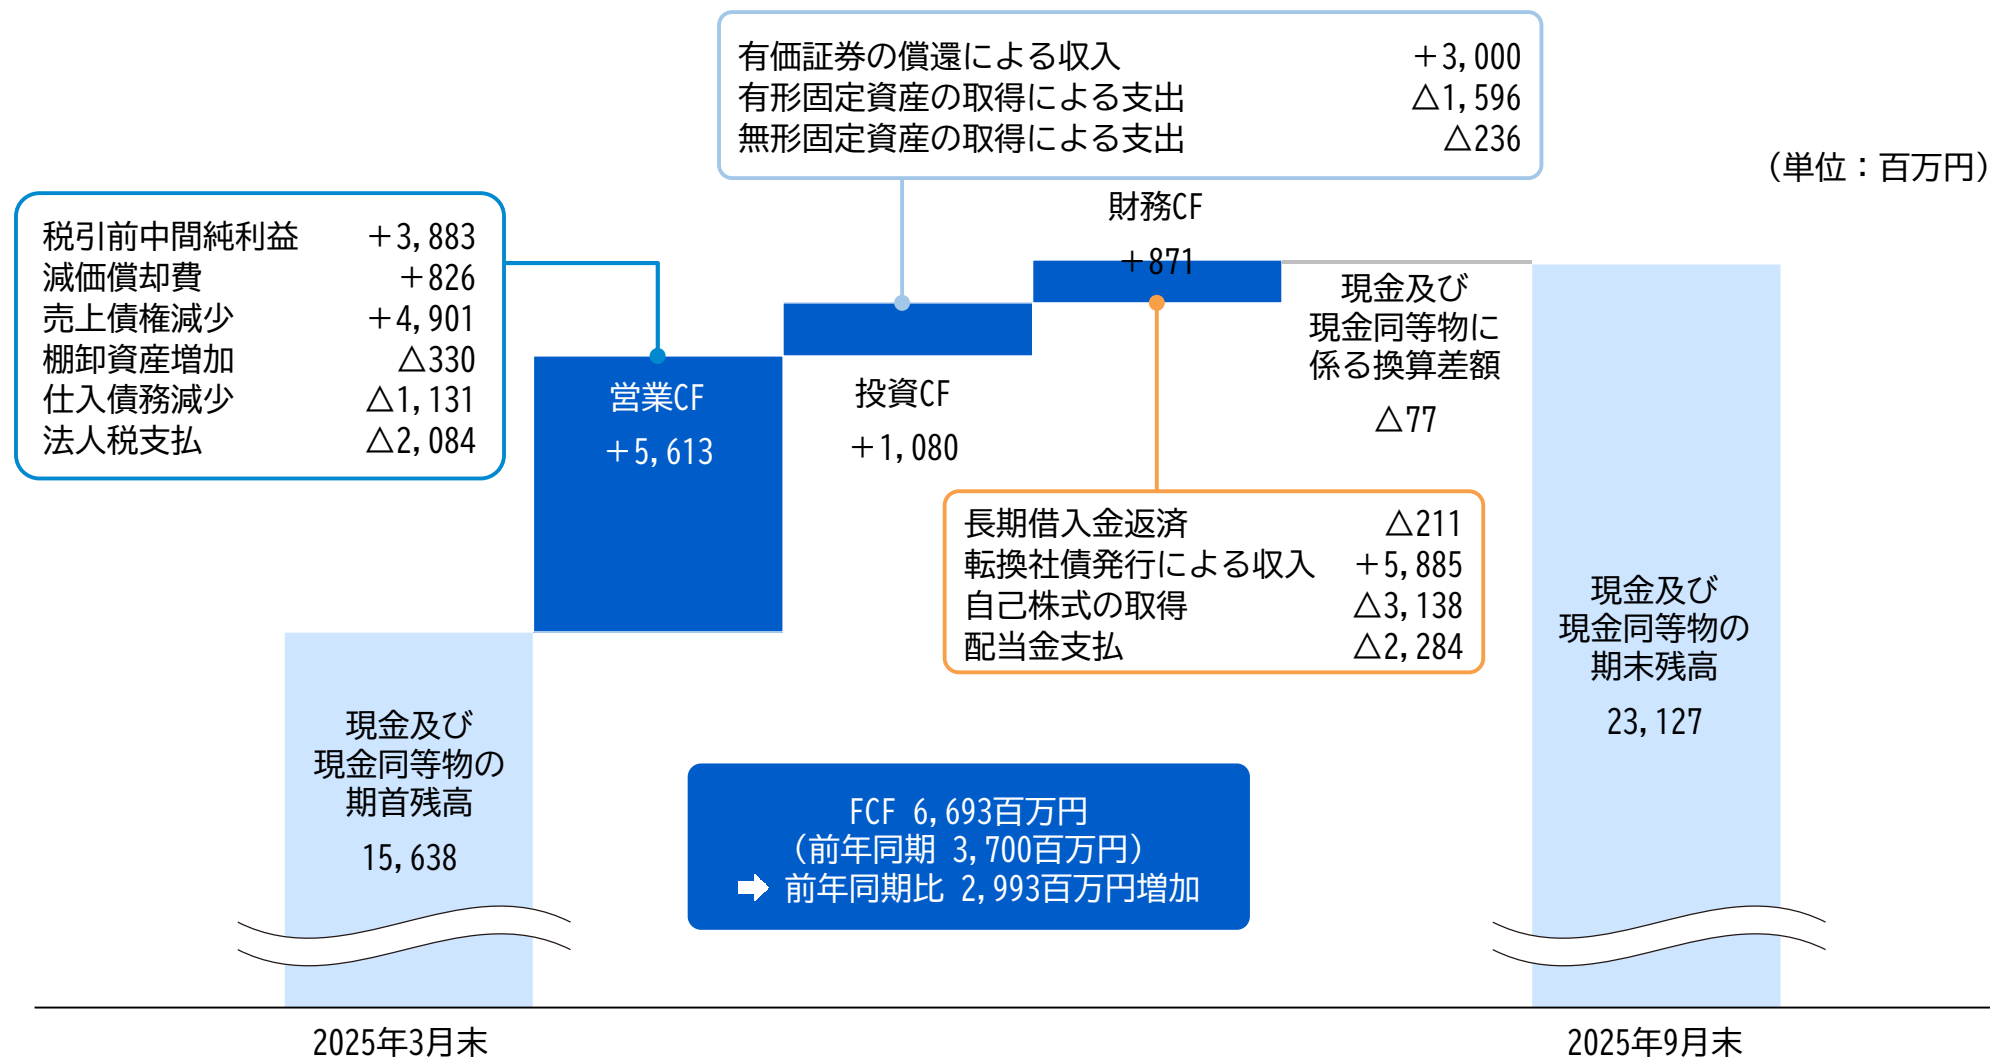 有価証券の償還による収入 +3,000
有形固定資産の取得による支出 △1,596
無形固定資産の取得による支出 △236
（単位：百万円）
税引前中間純利益 +3,883
減価償却費 +826
売上債権減少 +4,901
棚卸資産増加 △330
仕入債務減少 △1,131
法人税支払 △2,084
営業CF
+5,613
投資CF
+1,080
財務CF
+871
現金及び
現金同等物に
係る換算差額
△77
長期借入金返済 △211
転換社債発行による収入 +5,885
自己株式の取得 △3,138
配当金支払 △2,284
現金及び
現金同等物の
期首残高
15,638
FCF 6,693百万円
（前年同期 3,700百万円）
前年同期比 2,993百万円増加
現金及び
現金同等物の
期末残高
23,127
2025年3月末
2025年9月末